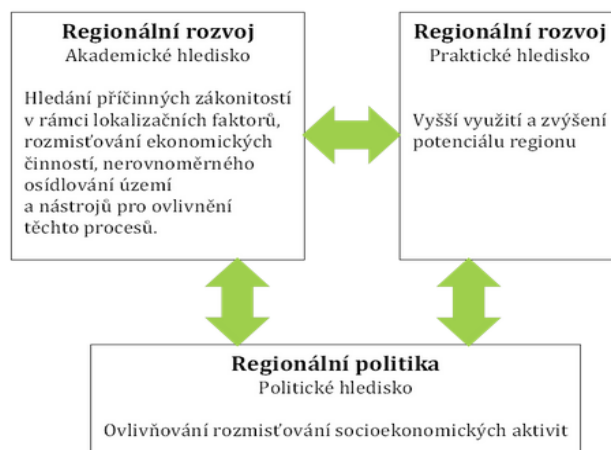 Regionální rozvoj
Akademické hledisko
Hledání příčinných zákonitostí
v rámci lokalizačních faktorů,
rozmisťování ekonomických
činností, nerovnoměrného
osídlování území
a nástrojů pro ovlivnění
těchto procesů.
Regionální rozvoj
Praktické hledisko
Vyšší využití a zvýšení
potenciálu regionu
Regionální politika
Politické hledisko
Ovlivňování rozmisťování socioekonomických aktivit